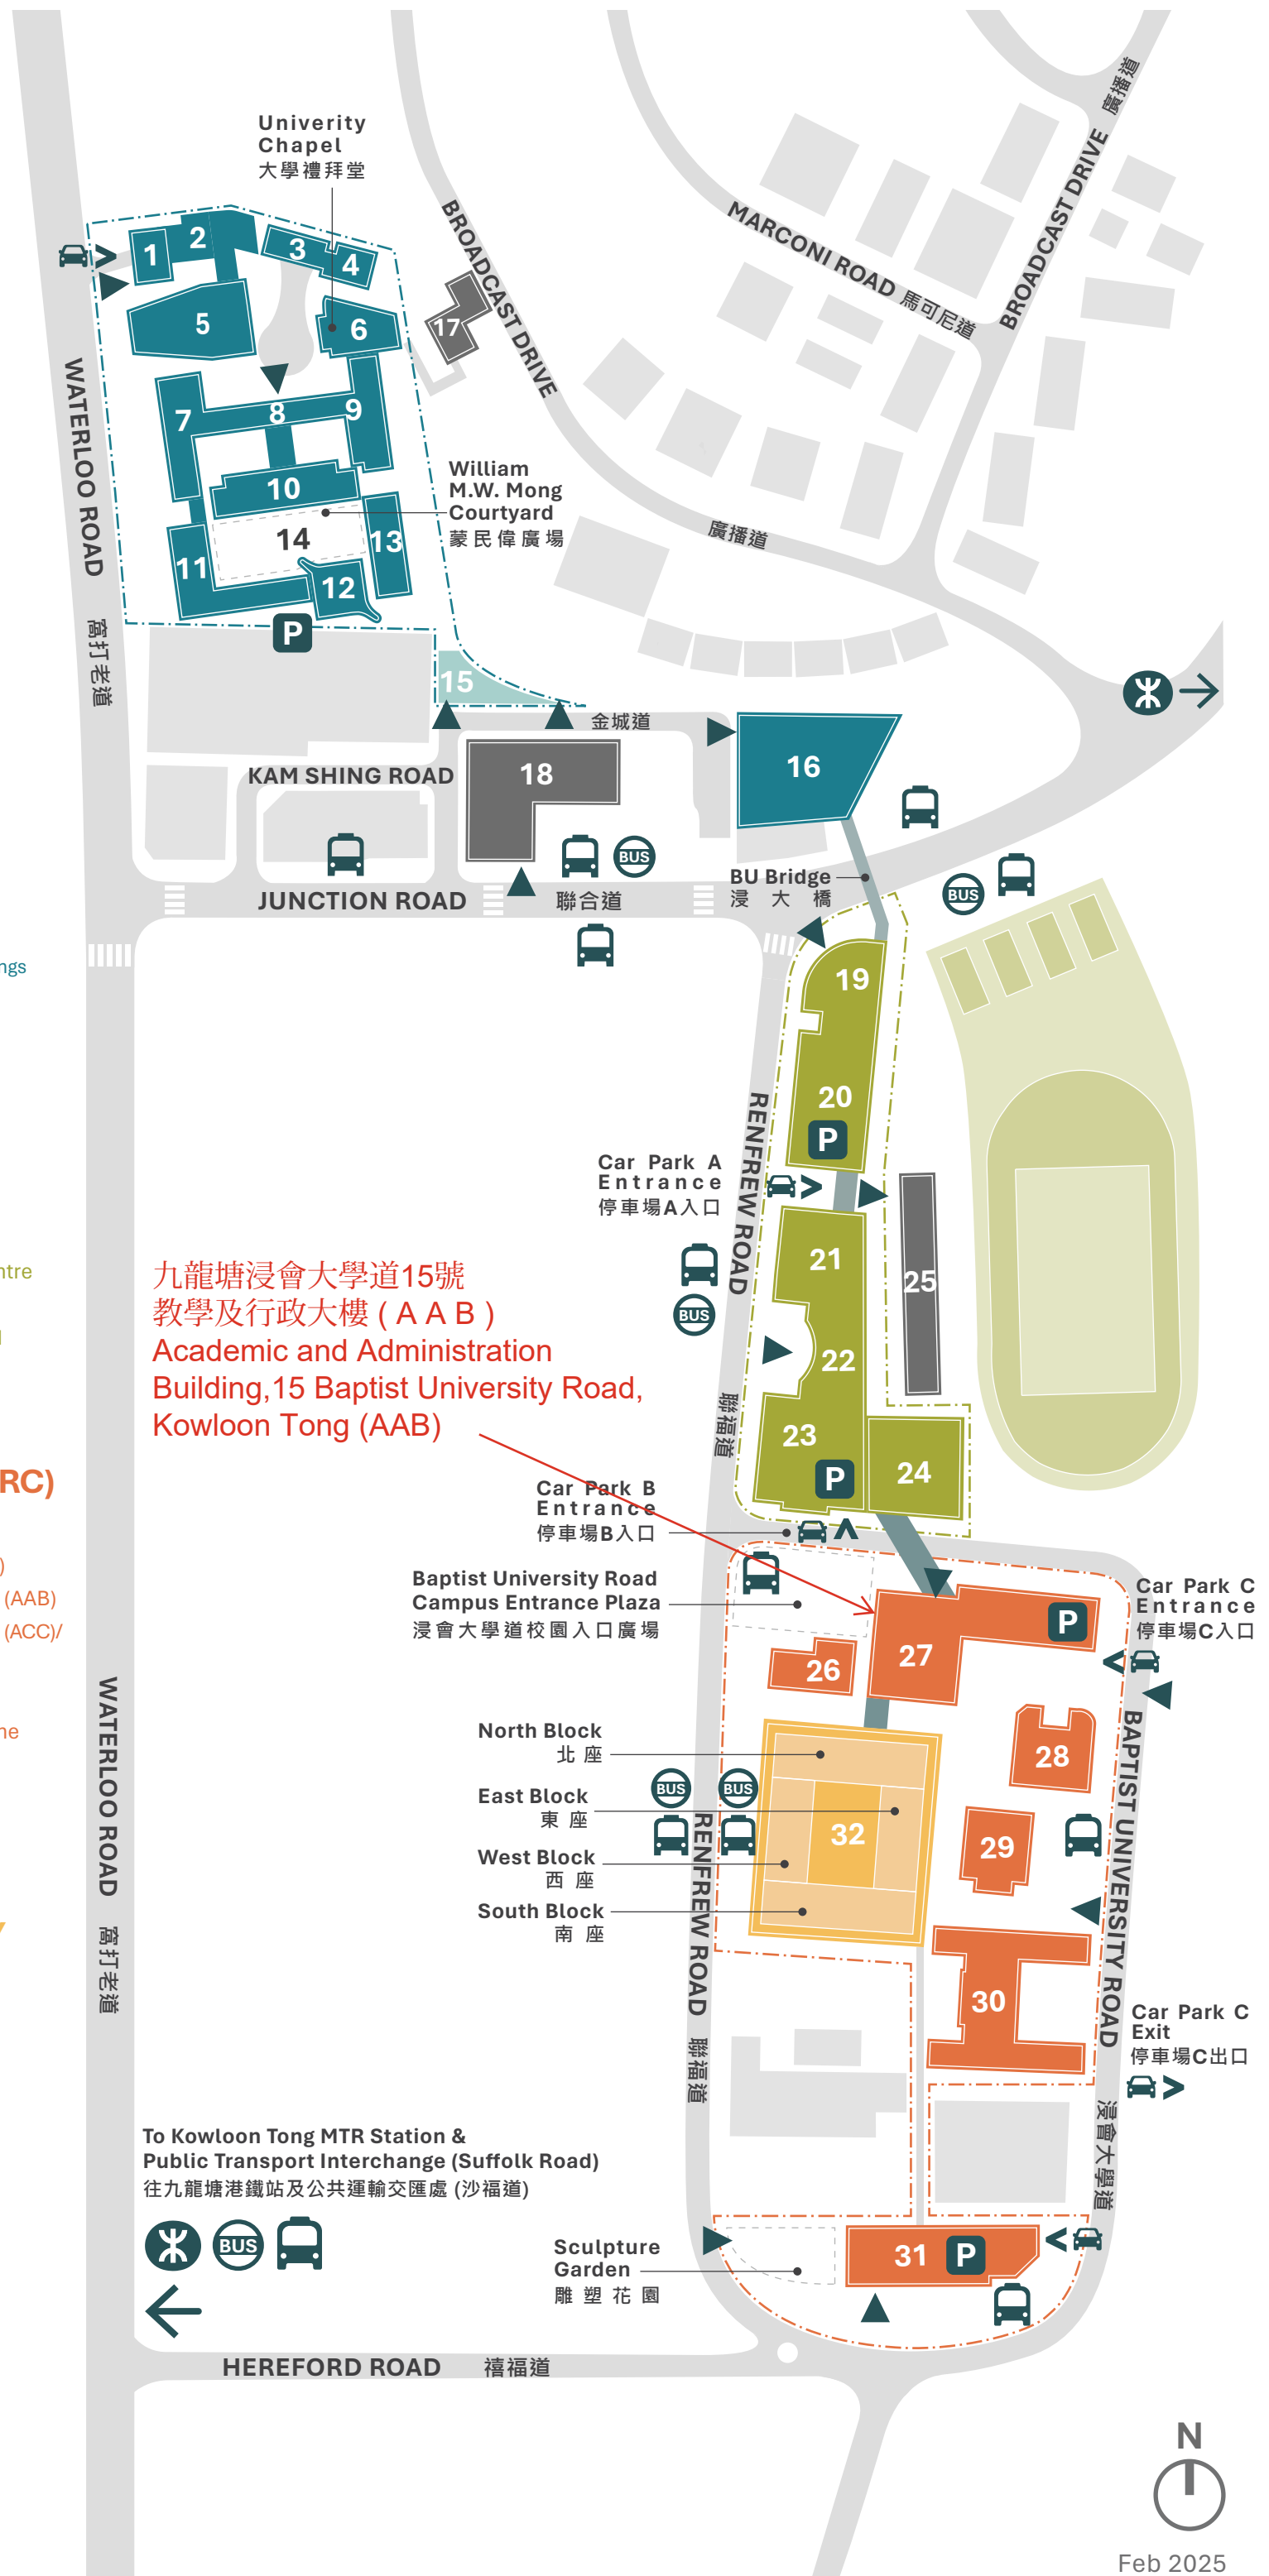 Univerity
Chapel
大學禮拜堂
BROADCAST DRIVE 廣播道
MARCONI ROAD 馬可尼道
BROADCAST DRIVE
廣播道
1
2
3
4
5
6
17
7
8
9
10
William
M.W. Mong
Courtyard
蒙民偉廣場
14
13
11
12
P
WATERLOO ROAD 窩打老道
15
金城道
16
KAM SHING ROAD
18
BUS
JUNCTION ROAD 聯合道
BU Bridge
浸大橋
BUS
ngs
19
20
P
RENFREW ROAD
聯福道
Car Park A
Entrance
停車場A入口
21
25
BUS
22
23
P
24
ntre
九龍塘浸會大學道15號
教學及行政大樓 ( A A B )
Academic and Administration
Building,15 Baptist University Road,
Kowloon Tong (AAB)
RC)
)
(AAB)
(ACC)/
ne
Car Park B
Entrance
停車場B入口
Baptist University Road
Campus Entrance Plaza
浸會大學道校園入口廣場
Car Park C
Entrance
停車場C入口
P
27
26
28
North Block
北座
East Block
東座
West Block
西座
South Block
南座
BUS
BUS
32
29
30
WATERLOO ROAD 窩打老道
RENFREW ROAD 聯福道
BAPTIST UNIVERSITY ROAD 浸會大學道
Car Park C
Exit
停車場C出口
To Kowloon Tong MTR Station &
Public Transport Interchange (Suffolk Road)
往九龍塘港鐵站及公共運輸交匯處 (沙福道)
BUS
Sculpture
Garden
雕塑花園
31
P
HEREFORD ROAD 禧福道
N
Feb 2025